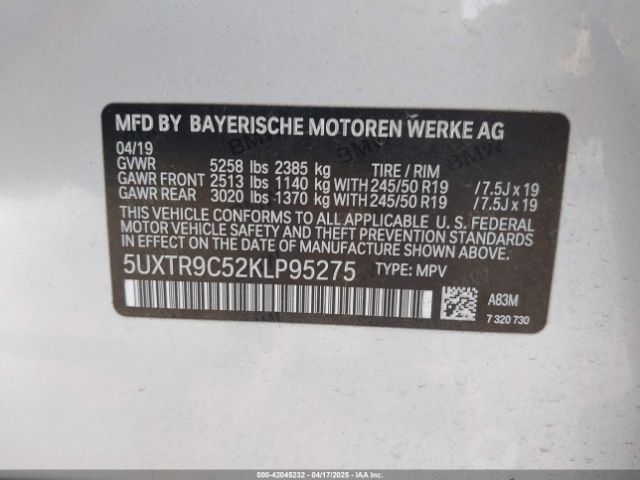 MFD BY BAYERISCHE MOTOREN WERKE AG
04/19
GVWR 5258 lbs 2385 kg TIRE / RIM
GAWR FRONT 2513 lbs 1140 kg WITH 245/50 R19 / 7.5J x 19
GAWR REAR 3020 lbs 1370 kg WITH 245/50 R19 / 7.5J x 19
THIS VEHICLE CONFORMS TO ALL APPLICABLE U. S. FEDERAL
MOTOR VEHICLE SAFETY AND THEFT PREVENTION STANDARDS
IN EFFECT ON THE DATE OF MANUFACTURE SHOWN ABOVE.
5UXTR9C52KLP95275 TYPE: MPV
A83M
7 320 730
000-42045232 - 04/17/2025 - IAAI.COM